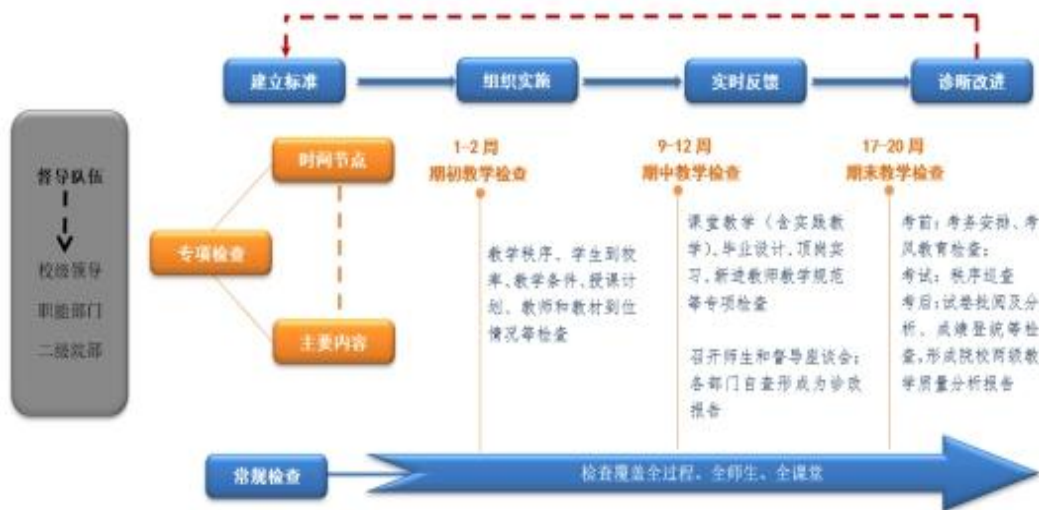 建立标准
组织实施
实时反馈
诊断改进
督导队伍
校级领导
职能部门
二级院部
专项检查
时间节点
主要内容
1-2 周
期初教学检查
教学秩序、学生到校
率、教学条件、授课计
划、教师和教材到位
情况等检查
9-12 周
期中教学检查
课堂教学（含实践教
学）、毕业设计、顶岗实
习、新进教师教学规范
等专项检查
召开师生和督导座谈会；
各部门自查形成为诊改
报告
17-20 周
期末教学检查
考前：考务安排、考
风教育检查；
考试：秩序巡查
考后：试卷批阅及分
析、成绩登统等检
查，形成院校两级教
学质量分析报告
常规检查
检查覆盖全过程、全师生、全课堂